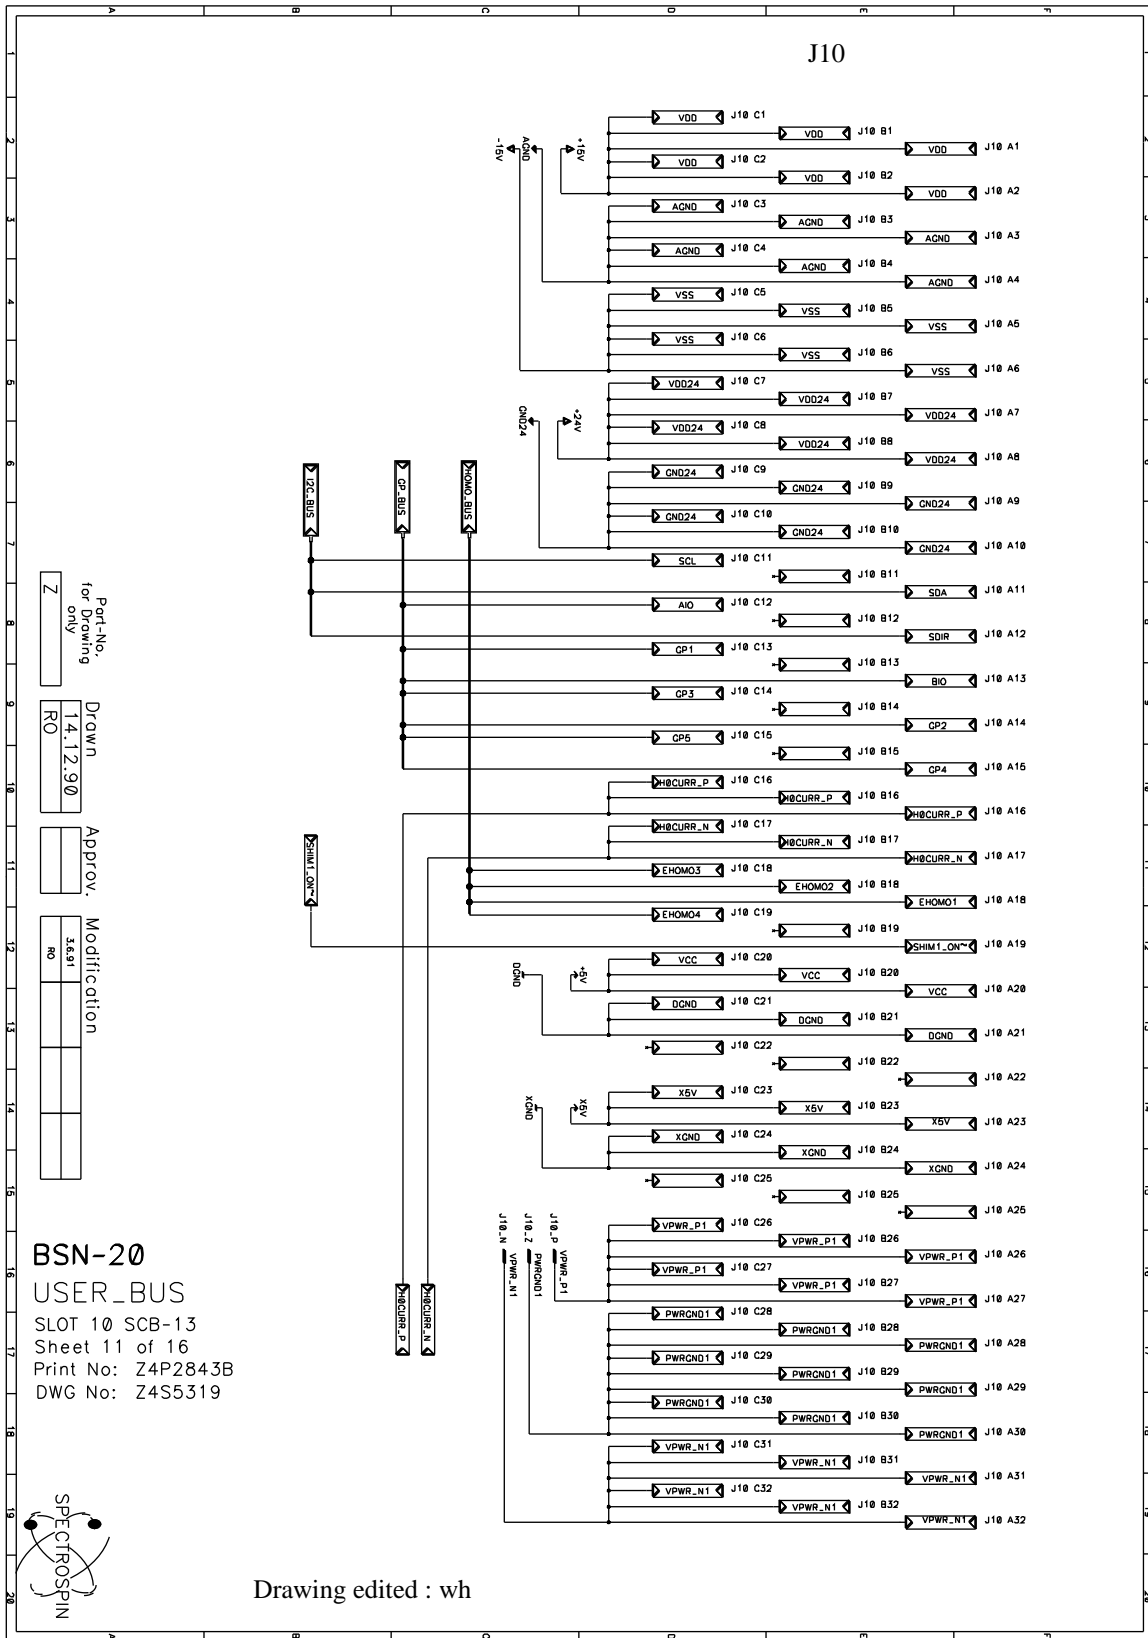 J10
VDD J10 C1
VDD J10 B1
VDD J10 A1
VDD J10 C2
VDD J10 B2
VDD J10 A2
AGND J10 C3
AGND J10 B3
AGND J10 A3
AGND J10 C4
AGND J10 B4
AGND J10 A4
VSS J10 C5
VSS J10 B5
VSS J10 A5
VSS J10 C6
VSS J10 B6
VSS J10 A6
VDD24 J10 C7
VDD24 J10 B7
VDD24 J10 A7
VDD24 J10 C8
VDD24 J10 B8
VDD24 J10 A8
GND24 J10 C9
GND24 J10 B9
GND24 J10 A9
GND24 J10 C10
GND24 J10 B10
GND24 J10 A10
SCL J10 C11
J10 B11
SDA J10 A11
AIO J10 C12
J10 B12
SDIR J10 A12
GP1 J10 C13
J10 B13
BIO J10 A13
GP3 J10 C14
J10 B14
GP2 J10 A14
GP5 J10 C15
J10 B15
GP4 J10 A15
H0CURR_P J10 C16
H0CURR_P J10 B16
H0CURR_P J10 A16
H0CURR_N J10 C17
H0CURR_N J10 B17
H0CURR_N J10 A17
EHOMO3 J10 C18
EHOMO2 J10 B18
EHOMO1 J10 A18
EHOMO4 J10 C19
J10 B19
SHIM1_ON~ J10 A19
VCC J10 C20
VCC J10 B20
VCC J10 A20
DGND J10 C21
DGND J10 B21
DGND J10 A21
J10 C22
J10 B22
J10 A22
X5V J10 C23
X5V J10 B23
X5V J10 A23
XGND J10 C24
XGND J10 B24
XGND J10 A24
J10 C25
J10 B25
J10 A25
VPWR_P1 J10 C26
VPWR_P1 J10 B26
VPWR_P1 J10 A26
VPWR_P1 J10 C27
VPWR_P1 J10 B27
VPWR_P1 J10 A27
PWRGND1 J10 C28
PWRGND1 J10 B28
PWRGND1 J10 A28
PWRGND1 J10 C29
PWRGND1 J10 B29
PWRGND1 J10 A29
PWRGND1 J10 C30
PWRGND1 J10 B30
PWRGND1 J10 A30
VPWR_N1 J10 C31
VPWR_N1 J10 B31
VPWR_N1 J10 A31
VPWR_N1 J10 C32
VPWR_N1 J10 B32
VPWR_N1 J10 A32
+15V
AGND
-15V
+24V
GND24
I2C_BUS
GP_BUS
HOMO_BUS
SHIM1_ON~
+5V
DGND
X5V
XGND
J10_P VPWR_P1
J10_Z PWRGND1
J10_N VPWR_N1
H0CURR_P
H0CURR_N
Part-No.
for Drawing
only
Z
Drawn
14.12.90
RO
Approv.
Modification
3.6.91
RO
BSN-20
USER_BUS
SLOT 10 SCB-13
Sheet 11 of 16
Print No: Z4P2843B
DWG No: Z4S5319
SPECTROSPIN
Drawing edited : wh